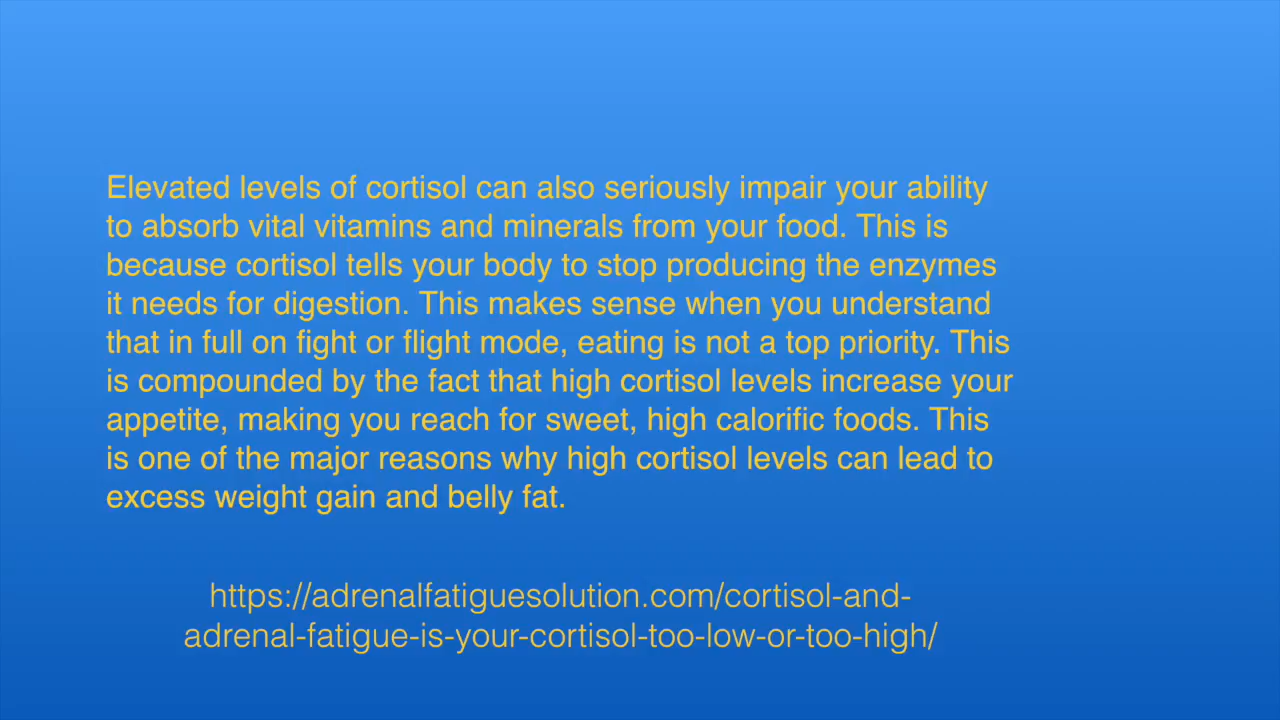 Elevated levels of cortisol can also seriously impair your ability
to absorb vital vitamins and minerals from your food. This is
because cortisol tells your body to stop producing the enzymes
it needs for digestion. This makes sense when you understand
that in full on fight or flight mode, eating is not a top priority. This
is compounded by the fact that high cortisol levels increase your
appetite, making you reach for sweet, high calorific foods. This
is one of the major reasons why high cortisol levels can lead to
excess weight gain and belly fat.
https://adrenalfatiguesolution.com/cortisol-and-
adrenal-fatigue-is-your-cortisol-too-low-or-too-high/